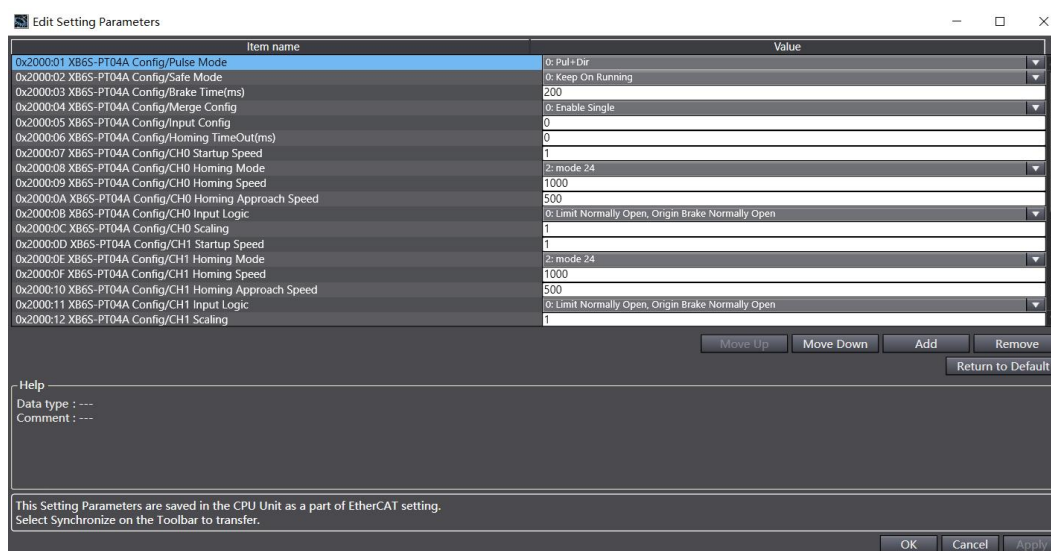 Edit Setting Parameters
Item name Value
0x2000:01 XB6S-PT04A Config/Pulse Mode 0: Pul+Dir
0x2000:02 XB6S-PT04A Config/Safe Mode 0: Keep On Running
0x2000:03 XB6S-PT04A Config/Brake Time(ms) 200
0x2000:04 XB6S-PT04A Config/Merge Config 0: Enable Single
0x2000:05 XB6S-PT04A Config/Input Config 0
0x2000:06 XB6S-PT04A Config/Homing TimeOut(ms) 0
0x2000:07 XB6S-PT04A Config/CH0 Startup Speed 1
0x2000:08 XB6S-PT04A Config/CH0 Homing Mode 2: mode 24
0x2000:09 XB6S-PT04A Config/CH0 Homing Speed 1000
0x2000:0A XB6S-PT04A Config/CH0 Homing Approach Speed 500
0x2000:0B XB6S-PT04A Config/CH0 Input Logic 0: Limit Normally Open, Origin Brake Normally Open
0x2000:0C XB6S-PT04A Config/CH0 Scaling 1
0x2000:0D XB6S-PT04A Config/CH1 Startup Speed 1
0x2000:0E XB6S-PT04A Config/CH1 Homing Mode 2: mode 24
0x2000:0F XB6S-PT04A Config/CH1 Homing Speed 1000
0x2000:10 XB6S-PT04A Config/CH1 Homing Approach Speed 500
0x2000:11 XB6S-PT04A Config/CH1 Input Logic 0: Limit Normally Open, Origin Brake Normally Open
0x2000:12 XB6S-PT04A Config/CH1 Scaling 1
Move Up Move Down Add Remove
Return to Default
Help
Data type : ---
Comment : ---
This Setting Parameters are saved in the CPU Unit as a part of EtherCAT setting.
Select Synchronize on the Toolbar to transfer.
OK Cancel Apply